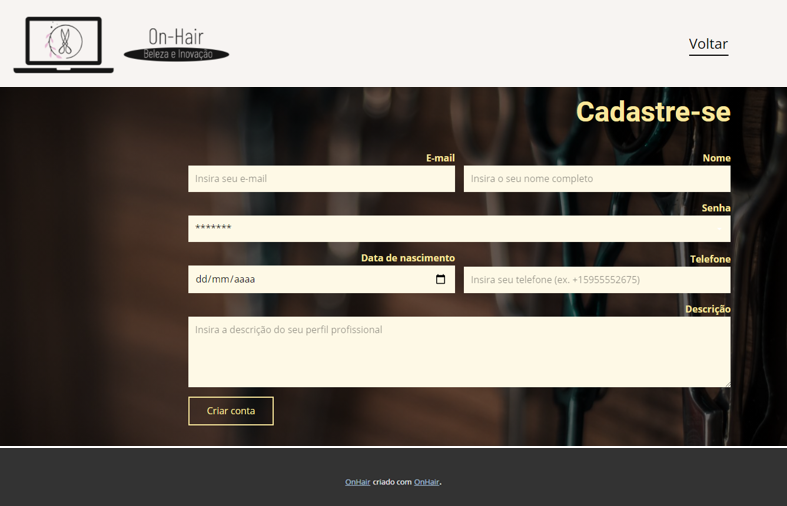 On-Hair
Beleza e Inovação
Voltar
Cadastre-se
E-mail
Nome
Insira seu e-mail
Insira o seu nome completo
Senha
*******
Data de nascimento
Telefone
dd/mm/aaaa
Insira seu telefone (ex. +15955552675)
Descrição
Insira a descrição do seu perfil profissional
Criar conta
OnHair criado com OnHair.